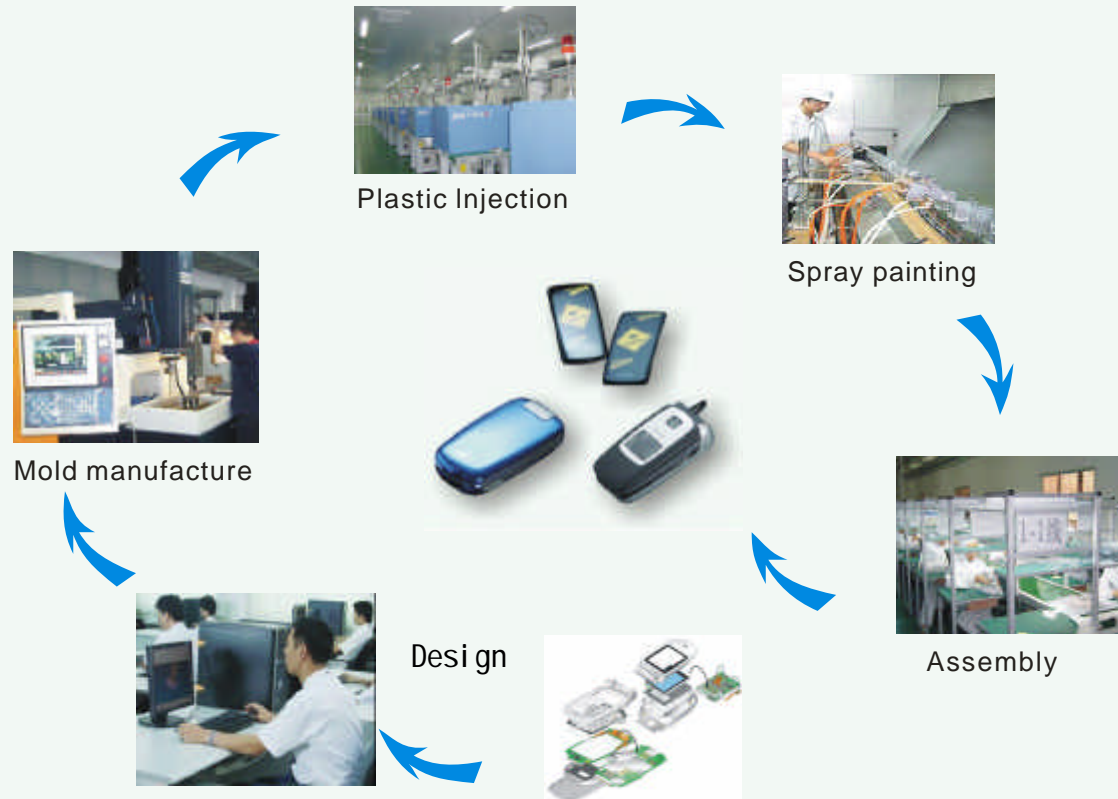 Plastic Injection
Spray painting
Mold manufacture
Design
Assembly